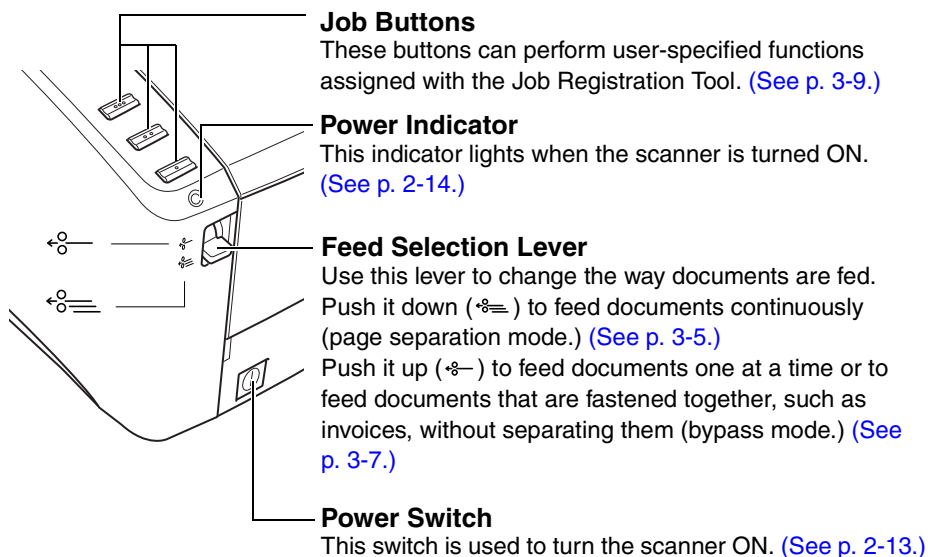 Job Buttons
These buttons can perform user-specified functions
assigned with the Job Registration Tool. (See p. 3-9.)
Power Indicator
This indicator lights when the scanner is turned ON.
(See p. 2-14.)
Feed Selection Lever
Use this lever to change the way documents are fed.
Push it down ( ) to feed documents continuously
(page separation mode.) (See p. 3-5.)
Push it up ( ) to feed documents one at a time or to
feed documents that are fastened together, such as
invoices, without separating them (bypass mode.) (See
p. 3-7.)
Power Switch
This switch is used to turn the scanner ON. (See p. 2-13.)